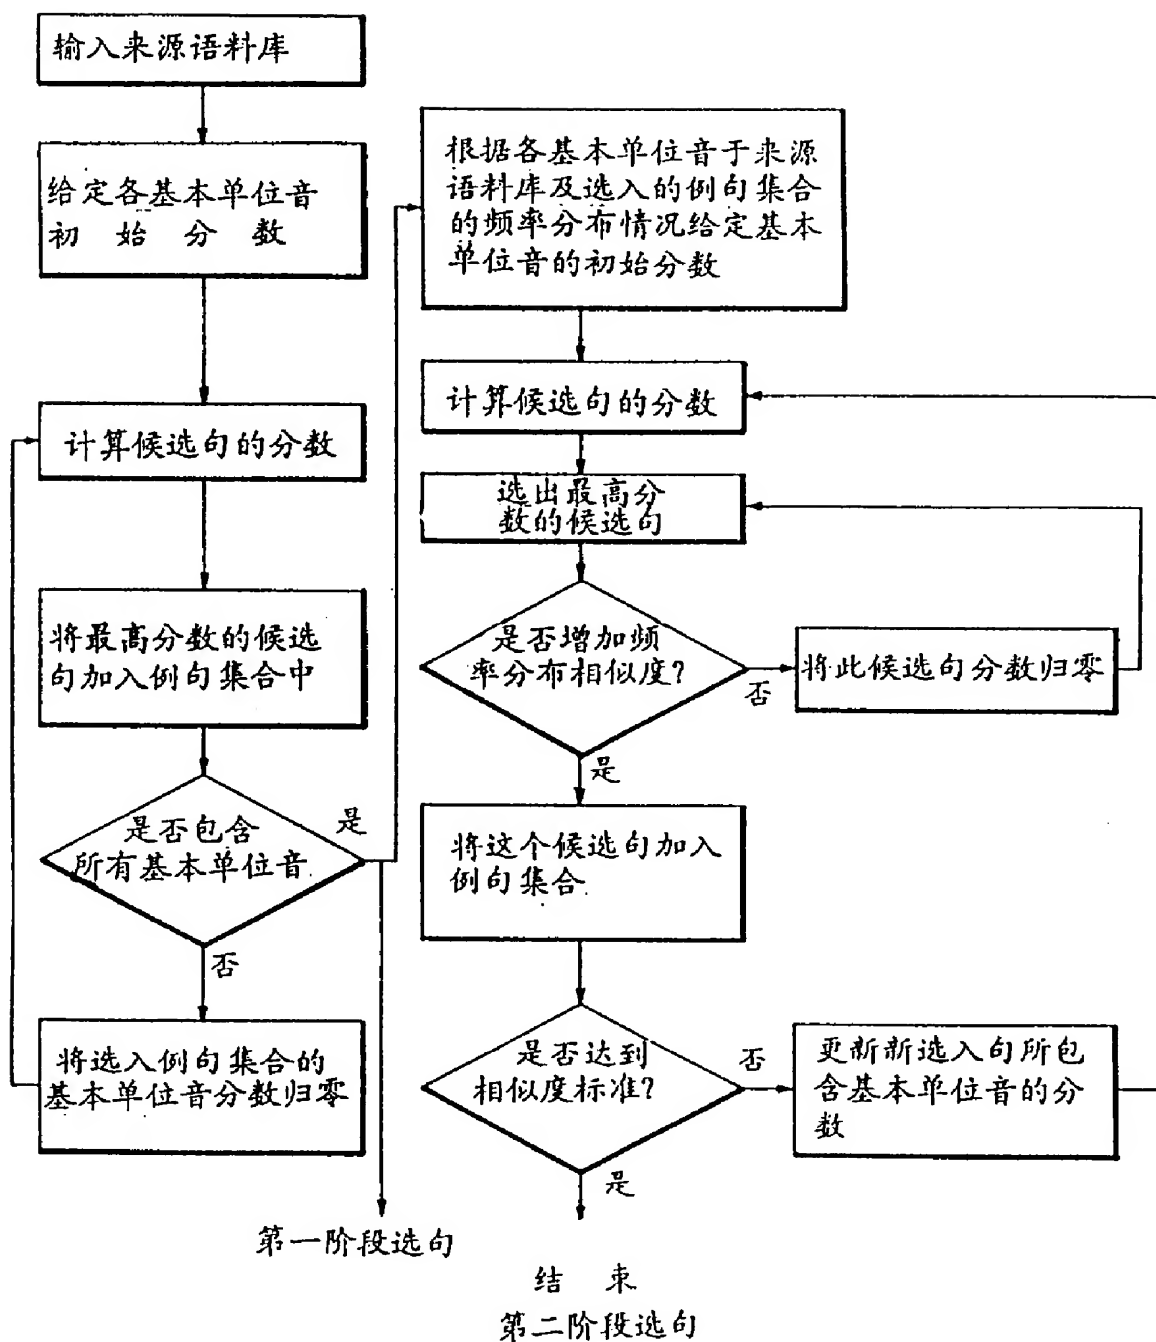 输入来源语料库
给定各基本单位音
初始分数
计算候选句的分数
将最高分数的候选
句加入例句集合中
是否包含
所有基本单位音
是
否
将选入例句集合的
基本单位音分数归零
第一阶段选句
根据各基本单位音于来源
语料库及选入的例句集合
的频率分布情况给定基本
单位音的初始分数
计算候选句的分数
选出最高分
数的候选句
是否增加频
率分布相似度?
否
将此候选句分数归零
是
将这个候选句加入
例句集合
是否达到
相似度标准?
否
更新新选入句所包
含基本单位音的分
数
是
结束
第二阶段选句